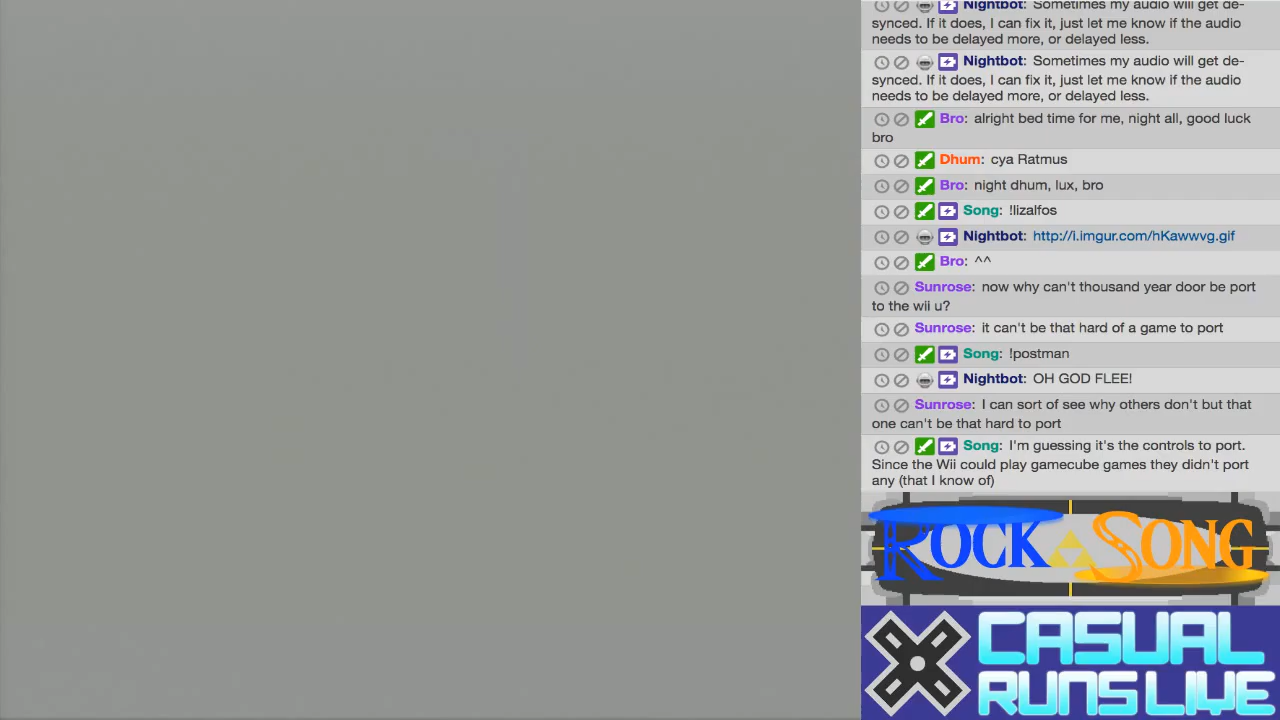 Nightbot: Sometimes my audio will get de-
synced. If it does, I can fix it, just let me know if the audio
needs to be delayed more, or delayed less.
Nightbot: Sometimes my audio will get de-
synced. If it does, I can fix it, just let me know if the audio
needs to be delayed more, or delayed less.
Bro: alright bed time for me, night all, good luck
bro
Dhum: cya Ratmus
Bro: night dhum, lux, bro
Song: !lizalfos
Nightbot: http://i.imgur.com/hKawwvg.gif
Bro: ^^
Sunrose: now why can't thousand year door be port
to the wii u?
Sunrose: it can't be that hard of a game to port
Song: !postman
Nightbot: OH GOD FLEE!
Sunrose: I can sort of see why others don't but that
one can't be that hard to port
Song: I'm guessing it's the controls to port.
Since the Wii could play gamecube games they didn't port
any (that I know of)
ROCK SONG
CASUAL
RUNS LIVE